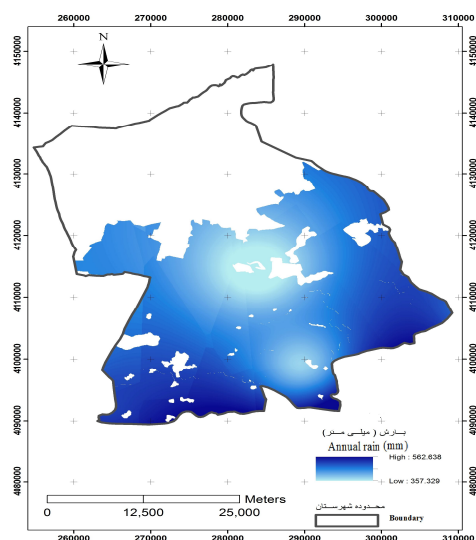 260000 270000 280000 290000 300000 310000
N
4150000 4150000
4140000 4140000
4130000 4130000
4120000 4120000
4110000 4110000
4100000 4100000
4090000 4090000
4080000 4080000
بارش ( میلی متر)
Annual rain (mm)
High : 562.638
Low : 357.329
محدوده شهرستان
Boundary
Meters
0 12,500 25,000
260000 270000 280000 290000 300000 310000